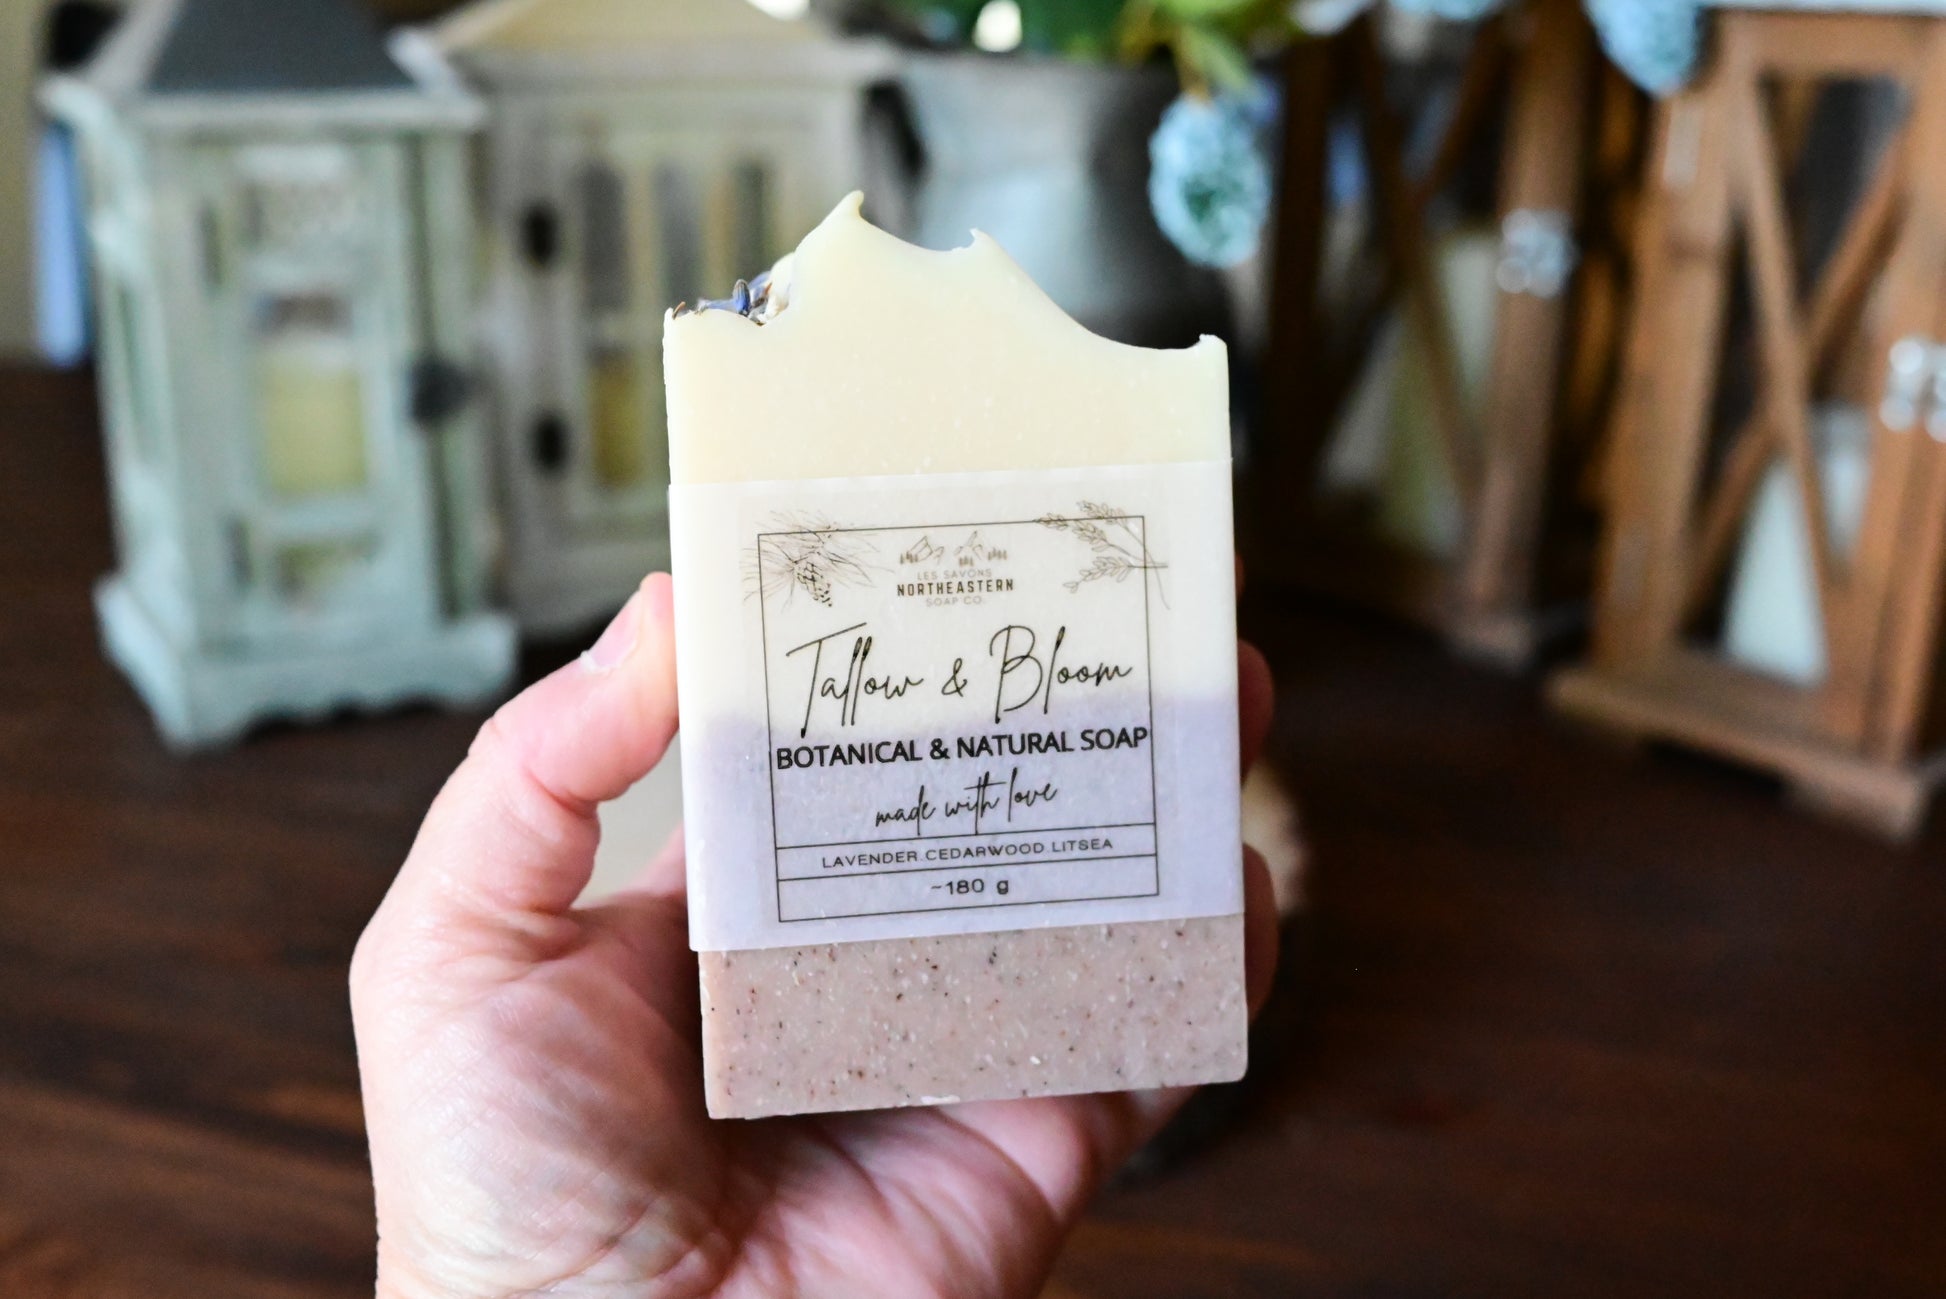 LES SAVONS
NORTHEASTERN
SOAP CO.
Tallow & Bloom
BOTANICAL & NATURAL SOAP
made with love
LAVENDER.CEDARWOOD.LITSEA
~180 g